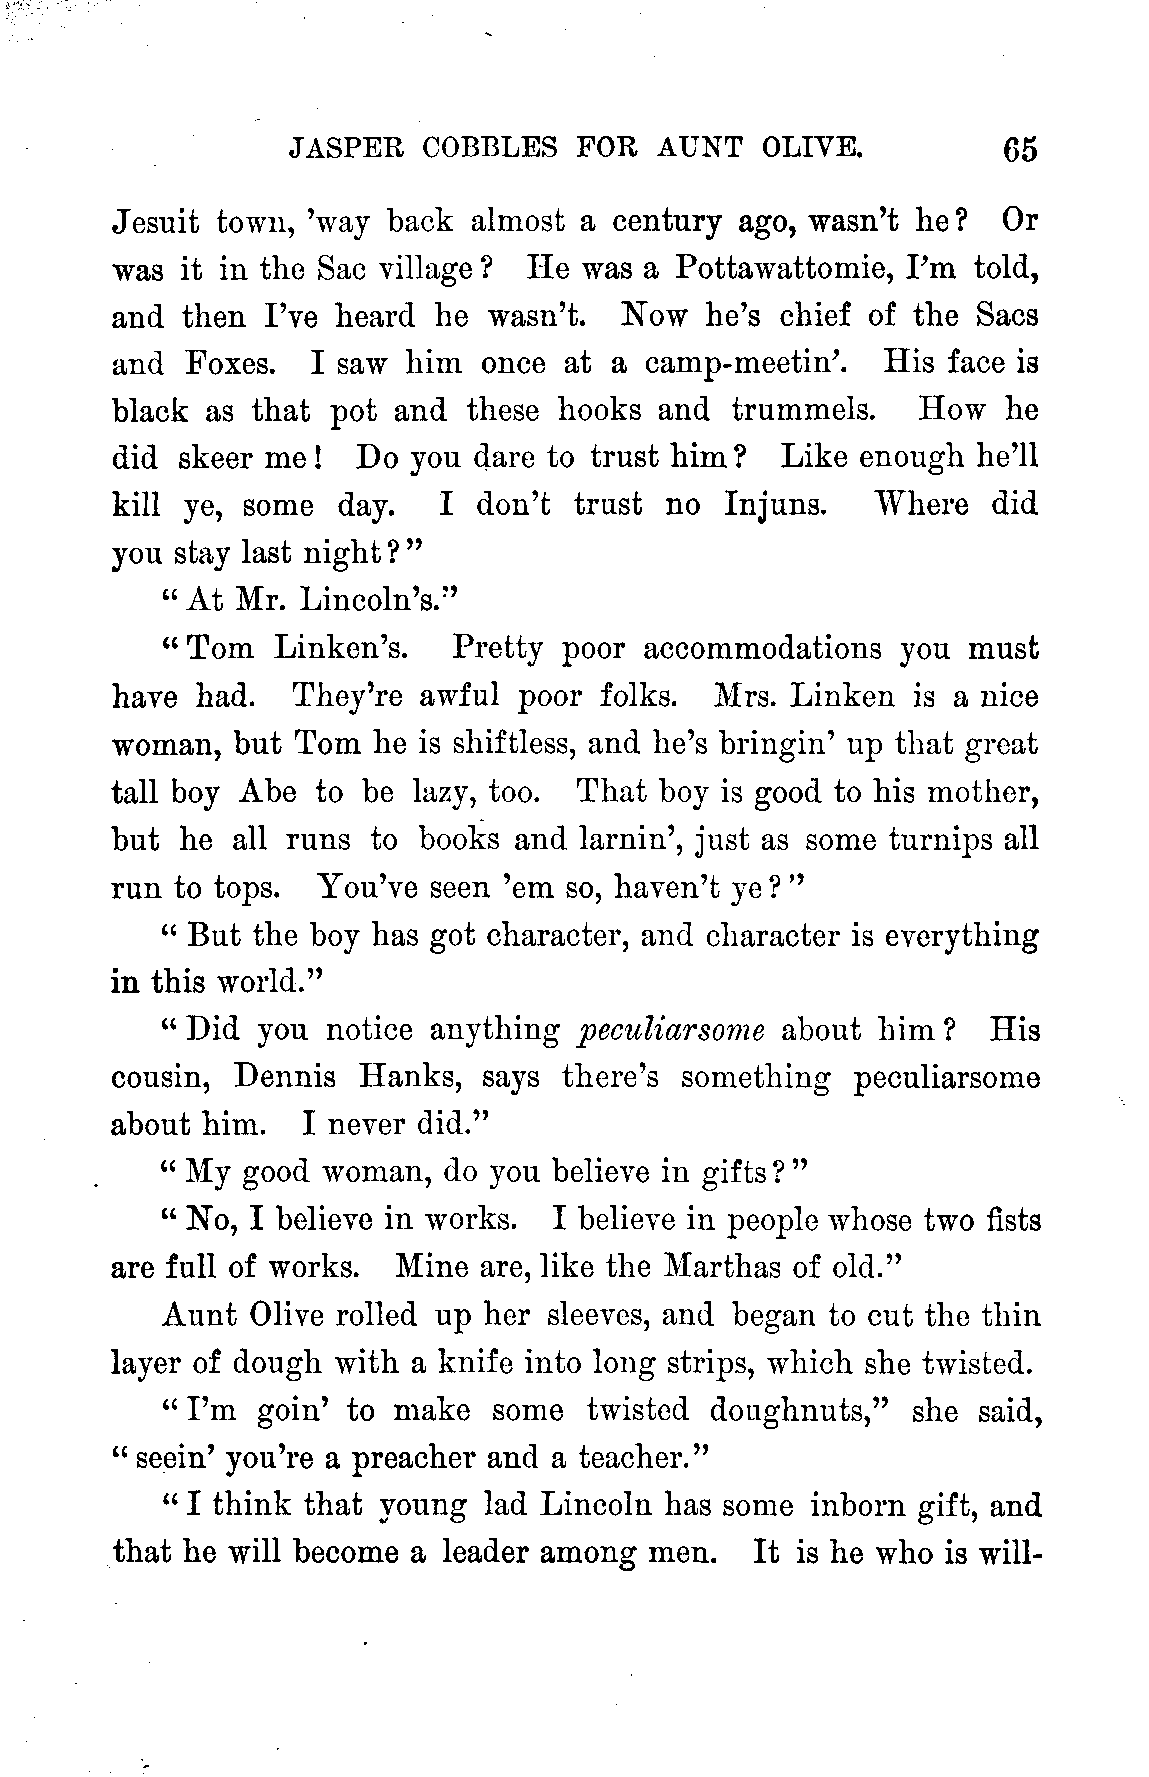 JASPER COBBLES FOR AUNT OLIVE. 65
Jesuit town, 'way back almost a century ago, wasn't he? Or
was it in the Sac village? He was a Pottawattomie, I'm told,
and then I've heard he wasn't. Now he's chief of the Sacs
and Foxes. I saw him once at a camp-meetin'. His face is
black as that pot and these hooks and trummels. How he
did skeer me! Do you dare to trust him? Like enough he'll
kill ye, some day. I don't trust no Injuns. Where did
you stay last night?"
"At Mr. Lincoln's."
"Tom Linken's. Pretty poor accommodations you must
have had. They're awful poor folks. Mrs. Linken is a nice
woman, but Tom he is shiftless, and he's bringin' up that great
tall boy Abe to be lazy, too. That boy is good to his mother,
but he all runs to books and larnin', just as some turnips all
run to tops. You've seen 'em so, haven't ye?"
"But the boy has got character, and character is everything
in this world."
"Did you notice anything peculiarsome about him? His
cousin, Dennis Hanks, says there's something peculiarsome
about him. I never did."
"My good woman, do you believe in gifts?"
"No, I believe in works. I believe in people whose two fists
are full of works. Mine are, like the Marthas of old."
Aunt Olive rolled up her sleeves, and began to cut the thin
layer of dough with a knife into long strips, which she twisted.
"I'm goin' to make some twisted doughnuts," she said,
"seein' you're a preacher and a teacher."
"I think that young lad Lincoln has some inborn gift, and
that he will become a leader among men. It is he who is will-